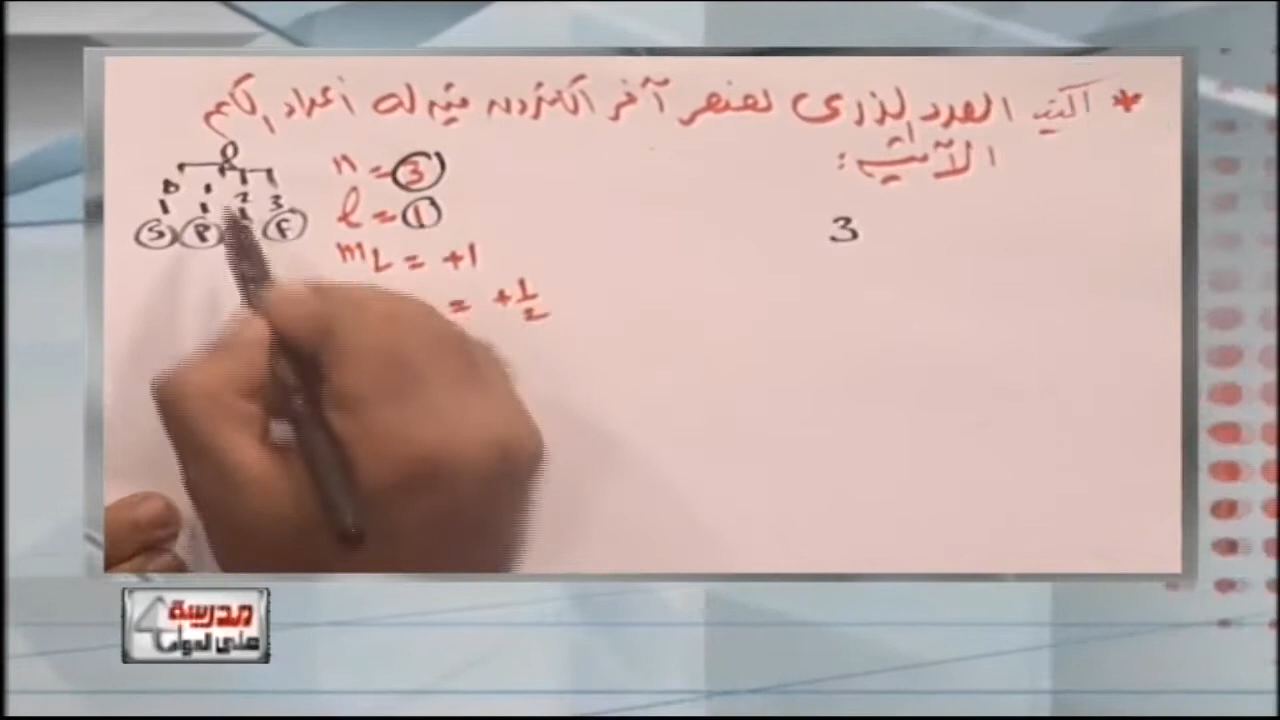 * اكتب العدد الذرى لعنصر آخر الكترون فيه له أعداد الكم
الآتية :
n = 3
l = 1
mL = +1
= +1/2
l
0 1 2 3
S P F
3
مدرسة
على الهواء